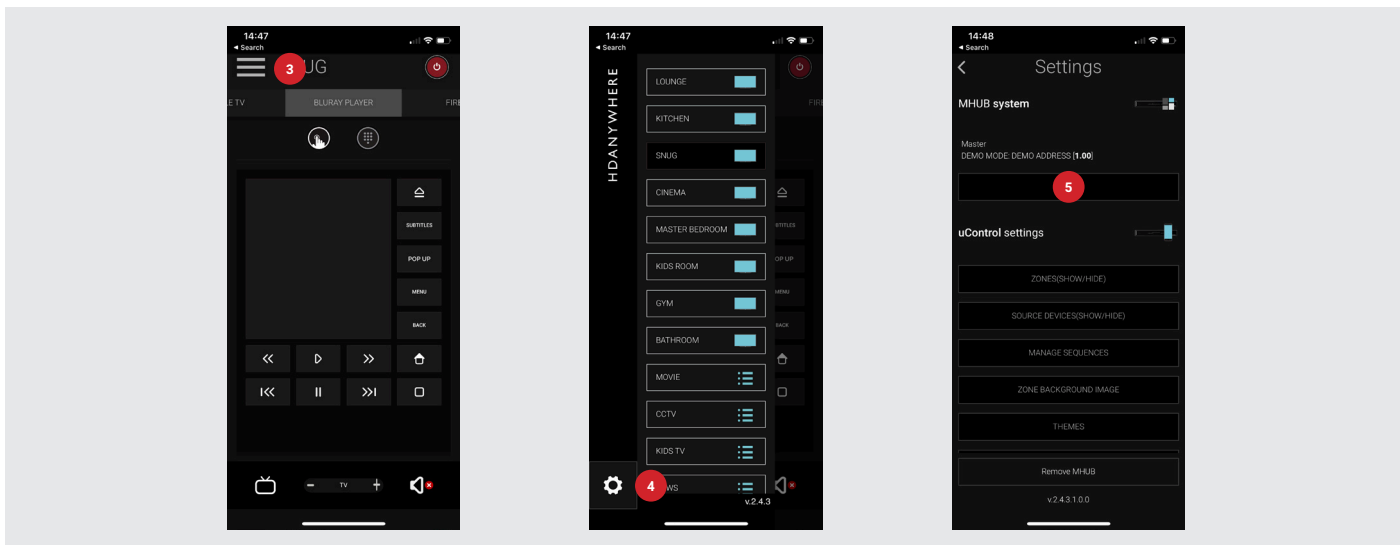 14:47
Search
3
UG
E TV
BLURAY PLAYER
FIRE
SUBTITLES
POP UP
MENU
BACK
TV
14:47
Search
HDANYWHERE
LOUNGE
KITCHEN
SNUG
CINEMA
MASTER BEDROOM
KIDS ROOM
GYM
BATHROOM
MOVIE
CCTV
KIDS TV
4
WS
v.2.4.3
FIRE
BTITLES
OP UP
MENU
BACK
14:48
Search
Settings
MHUB system
Master
DEMO MODE: DEMO ADDRESS [1.00]
5
uControl settings
ZONES(SHOW/HIDE)
SOURCE DEVICES(SHOW/HIDE)
MANAGE SEQUENCES
ZONE BACKGROUND IMAGE
THEMES
Remove MHUB
v.2.4.3.1.0.0